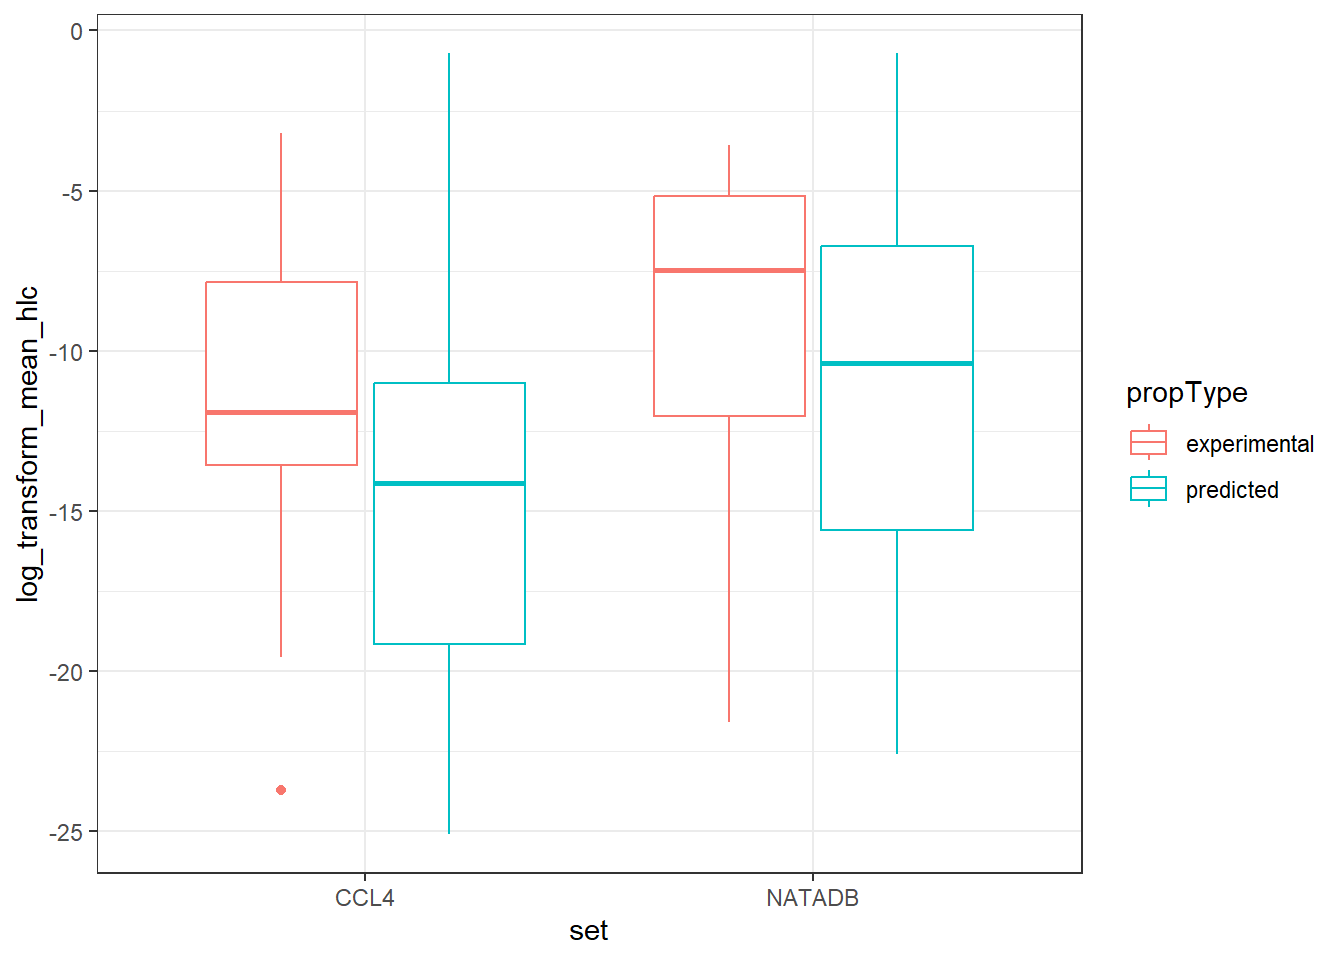 log_transform_mean_hlc
0
-5
-10
-15
-20
-25
CCL4
NATADB
set
propType
experimental
predicted